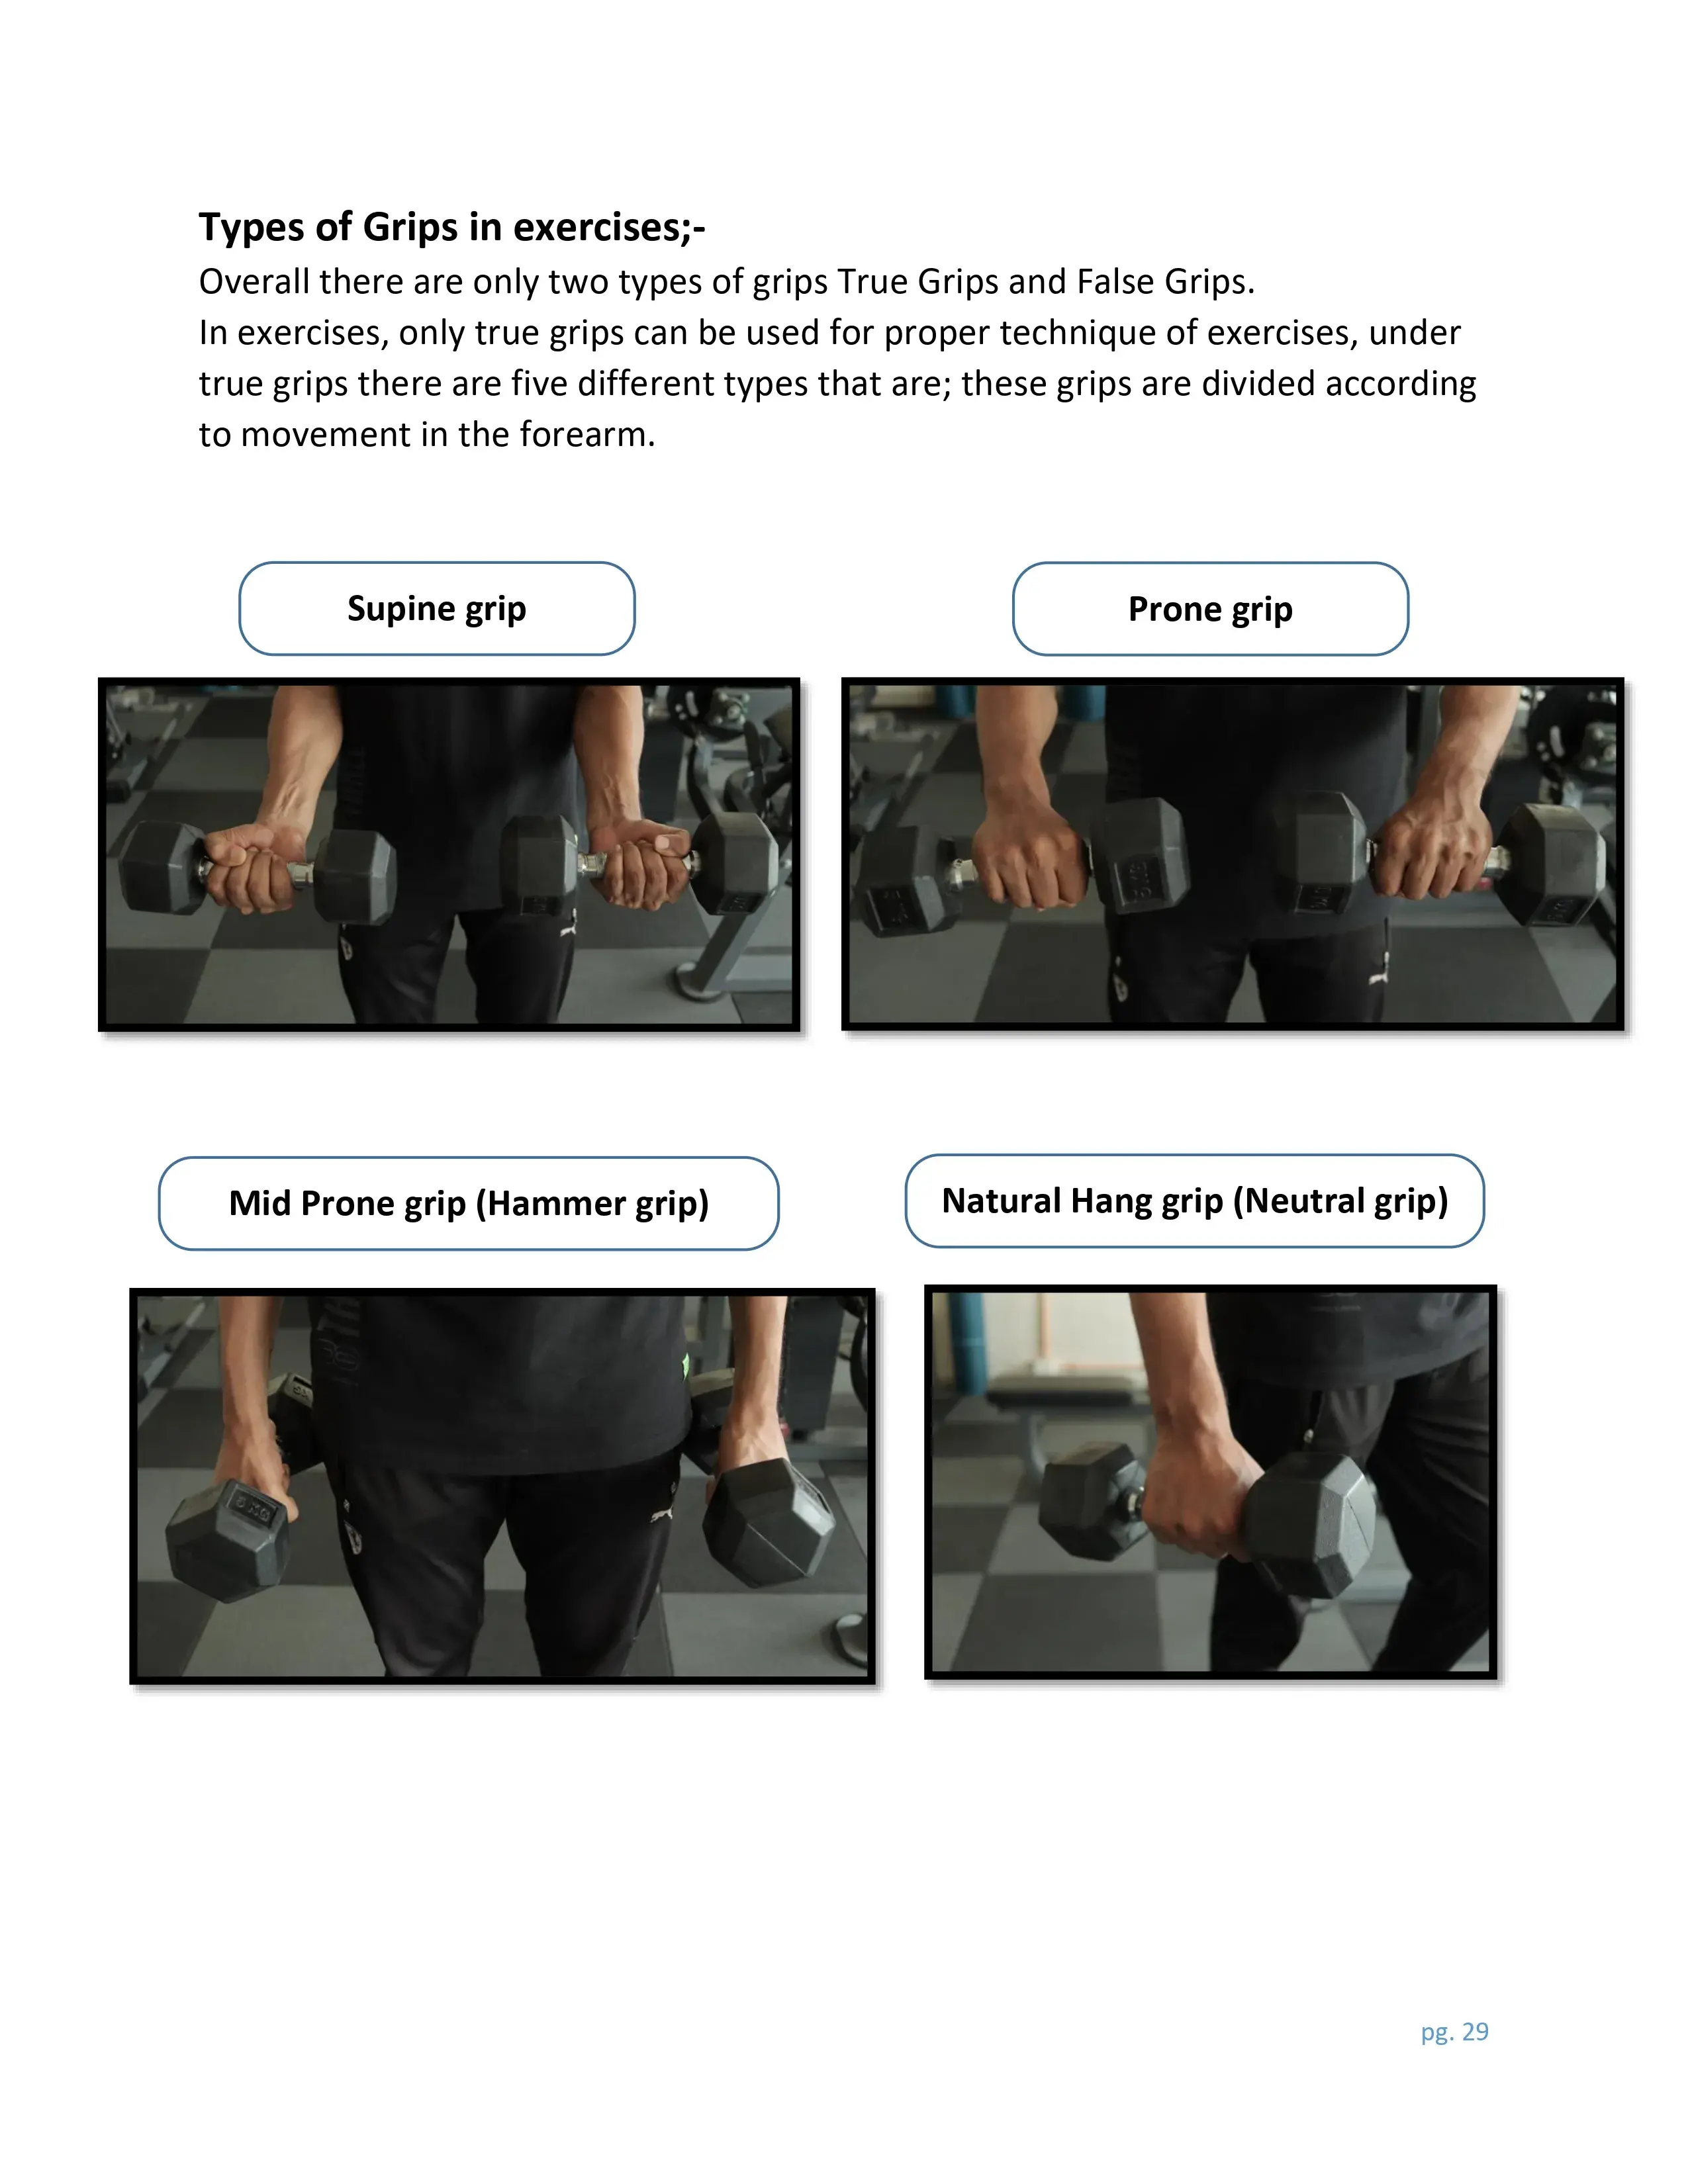 Types of Grips in exercises;-
Overall there are only two types of grips True Grips and False Grips.
In exercises, only true grips can be used for proper technique of exercises, under
true grips there are five different types that are; these grips are divided according
to movement in the forearm.
Supine grip
Prone grip
Mid Prone grip (Hammer grip)
Natural Hang grip (Neutral grip)
5 KG
pg. 29